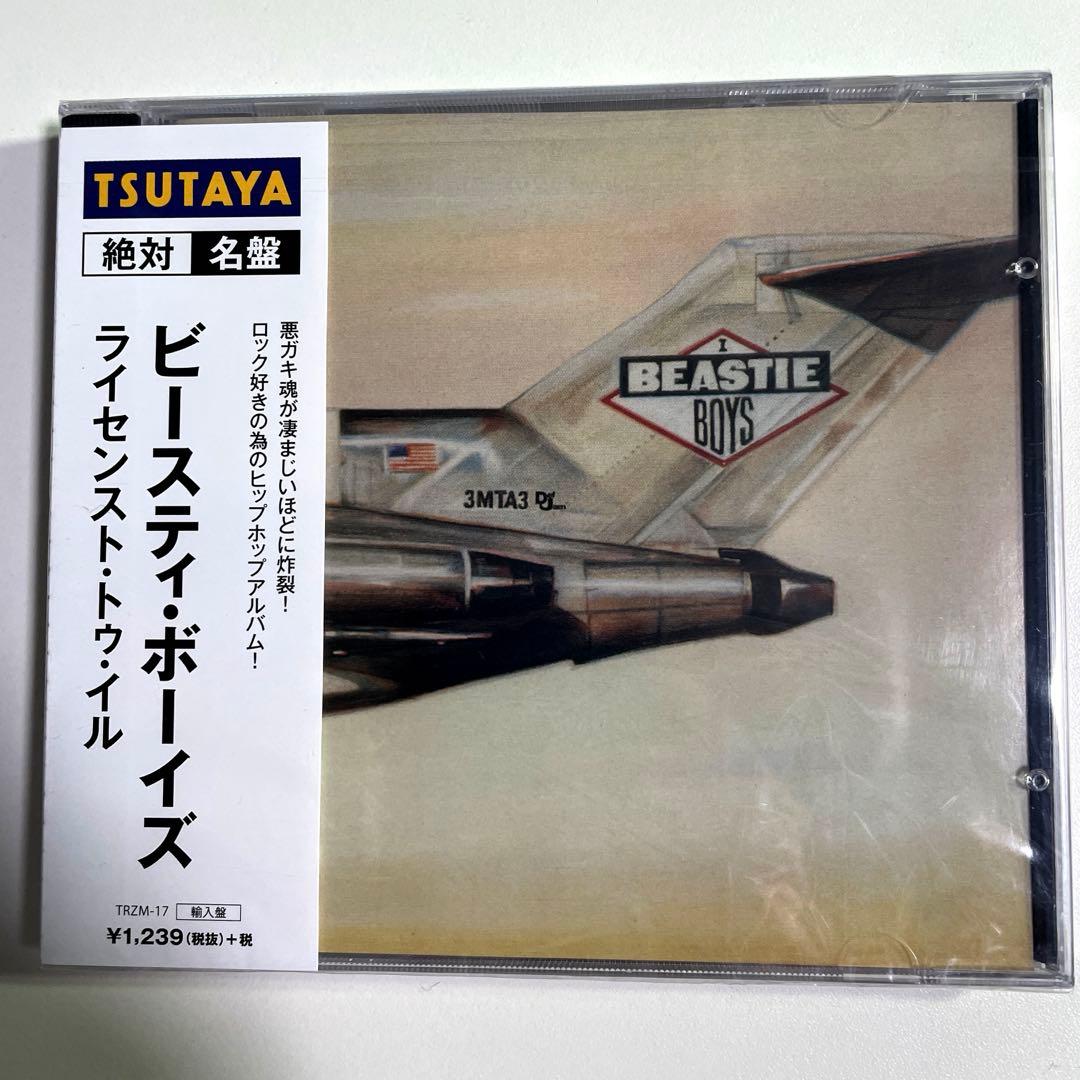 TSUTAYA
絶対 名盤
悪ガキ魂が凄まじいほどに炸裂！
ロック好きの為のヒップホップアルバム！
ビースティ・ボーイズ
ライセンスト・トゥ・イル
TRZM-17 輸入盤
¥1,239(税抜)+税
I
BEASTIE
BOYS
3MTA3 Def Jam